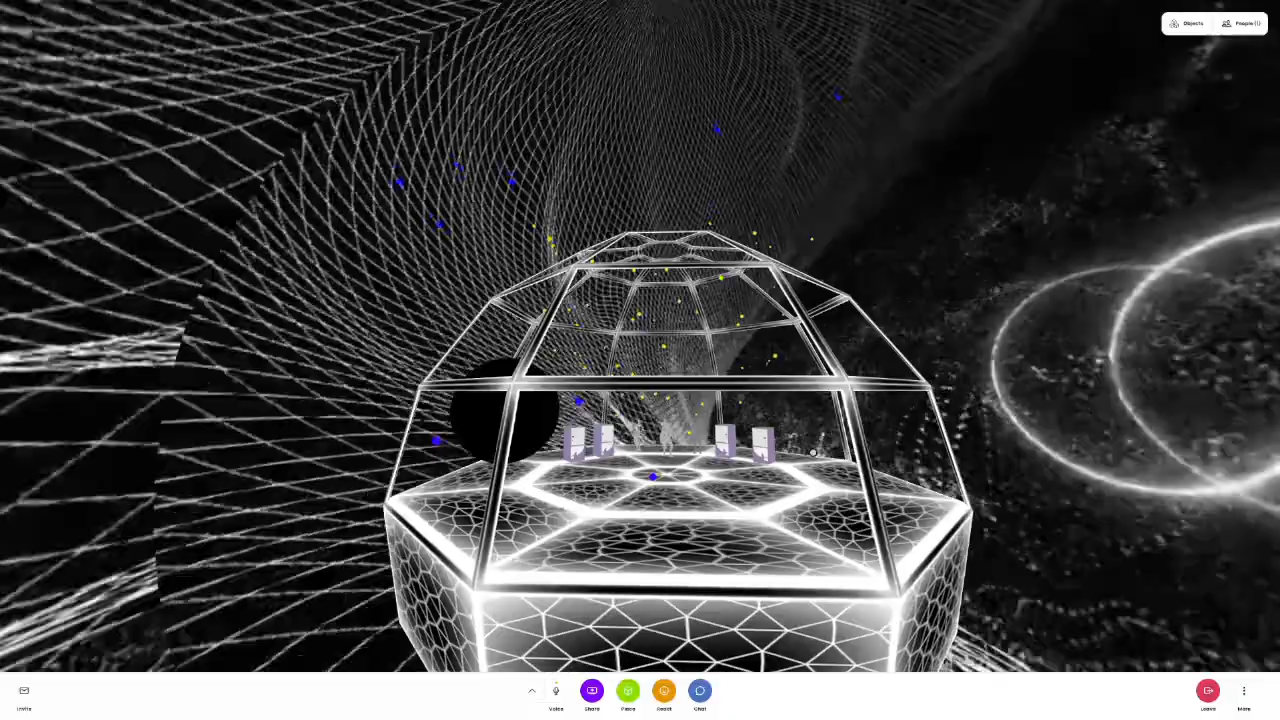 Objects
People (1)
Invite
Voice
Share
Place
React
Chat
Leave
More